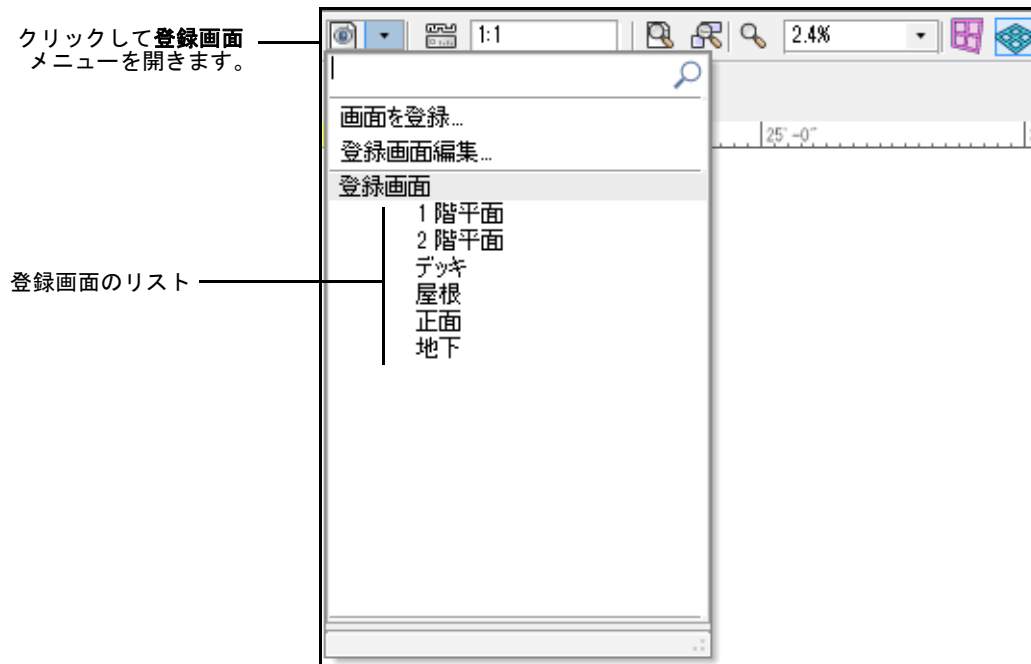 クリックして登録画面
メニューを開きます。
1:1
2.4%
画面を登録...
登録画面編集...
25'-0"
登録画面
1 階平面
2 階平面
デッキ
登録画面のリスト
屋根
正面
地下